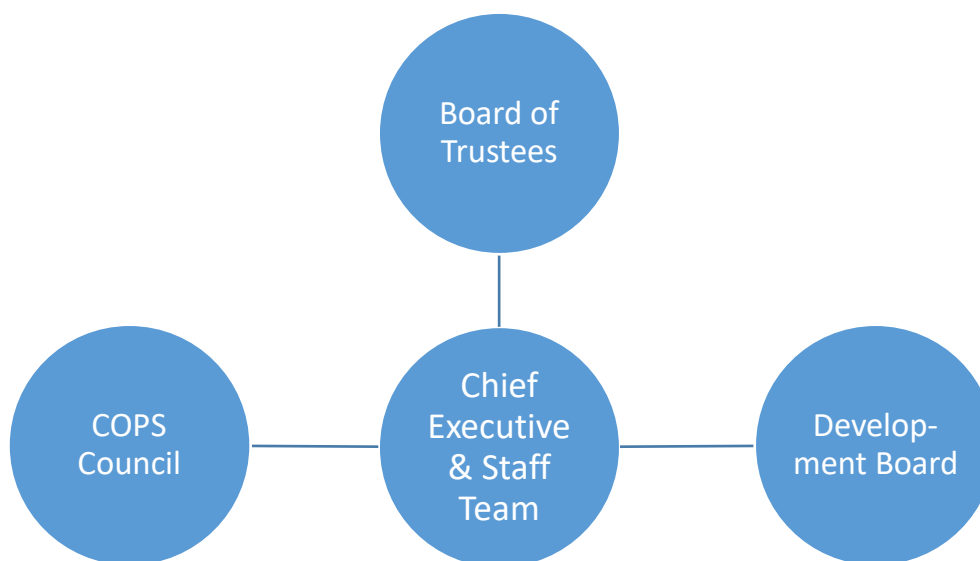 Board of
Trustees
COPS
Council
Chief
Executive
& Staff
Team
Develop-
ment Board